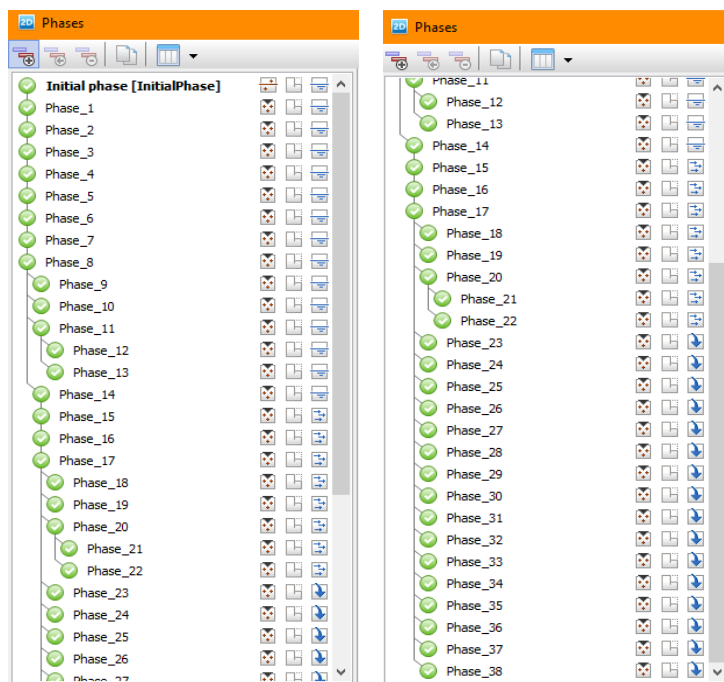 2D Phases
Initial phase [InitialPhase]
Phase_1
Phase_2
Phase_3
Phase_4
Phase_5
Phase_6
Phase_7
Phase_8
Phase_9
Phase_10
Phase_11
Phase_12
Phase_13
Phase_14
Phase_15
Phase_16
Phase_17
Phase_18
Phase_19
Phase_20
Phase_21
Phase_22
Phase_23
Phase_24
Phase_25
Phase_26
Phase_27
2D Phases
Phase_11
Phase_12
Phase_13
Phase_14
Phase_15
Phase_16
Phase_17
Phase_18
Phase_19
Phase_20
Phase_21
Phase_22
Phase_23
Phase_24
Phase_25
Phase_26
Phase_27
Phase_28
Phase_29
Phase_30
Phase_31
Phase_32
Phase_33
Phase_34
Phase_35
Phase_36
Phase_37
Phase_38